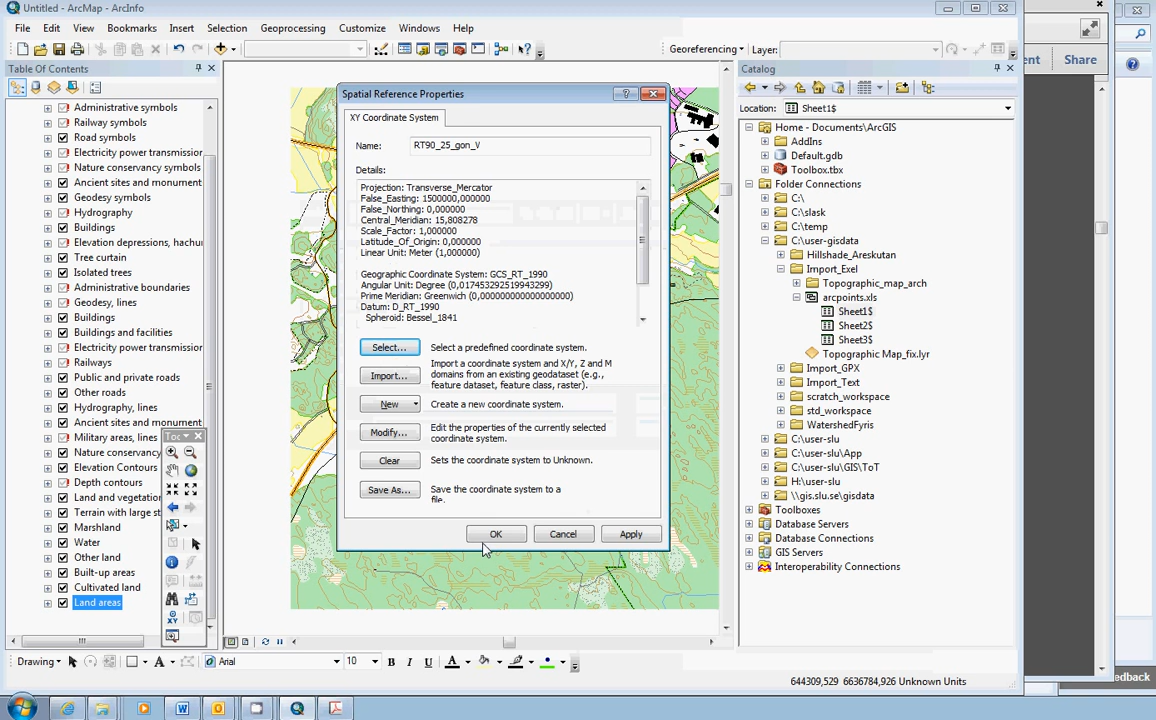 Untitled - ArcMap - ArcInfo
File Edit View Bookmarks Insert Selection Geoprocessing Customize Windows Help
Georeferencing Layer:
Share
Table Of Contents
Administrative symbols
Railway symbols
Road symbols
Electricity power transmission
Nature conservancy symbols
Ancient sites and monument
Geodesy symbols
Hydrography
Buildings
Elevation depressions, hachur
Tree curtain
Isolated trees
Administrative boundaries
Geodesy, lines
Buildings
Buildings and facilities
Electricity power transmission
Railways
Public and private roads
Other roads
Hydrography, lines
Ancient sites and monument
Military areas, lines
Nature conservancy
Elevation Contours
Depth contours
Land and vegetation
Terrain with large st
Marshland
Water
Other land
Built-up areas
Cultivated land
Land areas
Spatial Reference Properties
XY Coordinate System
Name: RT90_25_gon_V
Details:
Projection: Transverse_Mercator
False_Easting: 1500000,000000
False_Northing: 0,000000
Central_Meridian: 15,808278
Scale_Factor: 1,000000
Latitude_Of_Origin: 0,000000
Linear Unit: Meter (1,000000)
Geographic Coordinate System: GCS_RT_1990
Angular Unit: Degree (0,017453292519943299)
Prime Meridian: Greenwich (0,000000000000000000)
Datum: D_RT_1990
Spheroid: Bessel_1841
Select... Select a predefined coordinate system.
Import... Import a coordinate system and X/Y, Z and M
domains from an existing geodataset (e.g.,
feature dataset, feature class, raster).
New Create a new coordinate system.
Modify... Edit the properties of the currently selected
coordinate system.
Clear Sets the coordinate system to Unknown.
Save As... Save the coordinate system to a
file.
OK Cancel Apply
Catalog
Location: Sheet1$
Home - Documents\ArcGIS
AddIns
Default.gdb
Toolbox.tbx
Folder Connections
C:\
C:\slask
C:\temp
C:\user-gisdata
Hillshade_Areskutan
Import_Exel
Topographic_map_arch
arcpoints.xls
Sheet1$
Sheet2$
Sheet3$
Topographic Map_fix.lyr
Import_GPX
Import_Text
scratch_workspace
std_workspace
WatershedFyris
C:\user-slu
C:\user-slu\App
C:\user-slu\GIS\ToT
H:\user-slu
\\gis.slu.se\gisdata
Toolboxes
Database Servers
Database Connections
GIS Servers
Interoperability Connections
Drawing Arial 10 B I U A
644309,529 6636784,926 Unknown Units